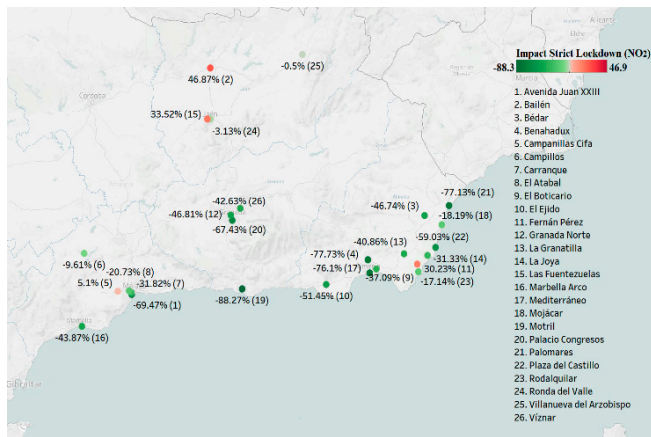 Alicante
Elche
Murcia
Impact Strict Lockdown (NO₂)
-88.3
46.9
-0.5% (25)
46.87% (2)
Córdoba
33.52% (15)
-3.13% (24)
-42.63% (26)
-46.81% (12)
-67.43% (20)
-77.13% (21)
-46.74% (3)
-18.19% (18)
-59.03% (22)
-40.86% (13)
-77.73% (4)
-31.33% (14)
-76.1% (17)
30.23% (11)
-37.09% (9)
-17.14% (23)
-9.61% (6)
-20.73% (8)
5.1% (5)
-31.82% (7)
-69.47% (1)
-88.27% (19)
-51.45% (10)
Marbella
-43.87% (16)
Gibraltar
1. Avenida Juan XXIII
2. Bailén
3. Bédar
4. Benahadux
5. Campanillas Cifa
6. Campillos
7. Carranque
8. El Atabal
9. El Boticario
10. El Ejido
11. Fernán Pérez
12. Granada Norte
13. La Granatilla
14. La Joya
15. Las Fuentezuelas
16. Marbella Arco
17. Mediterráneo
18. Mojácar
19. Motril
20. Palacio Congresos
21. Palomares
22. Plaza del Castillo
23. Rodalquilar
24. Ronda del Valle
25. Villanueva del Arzobispo
26. Víznar